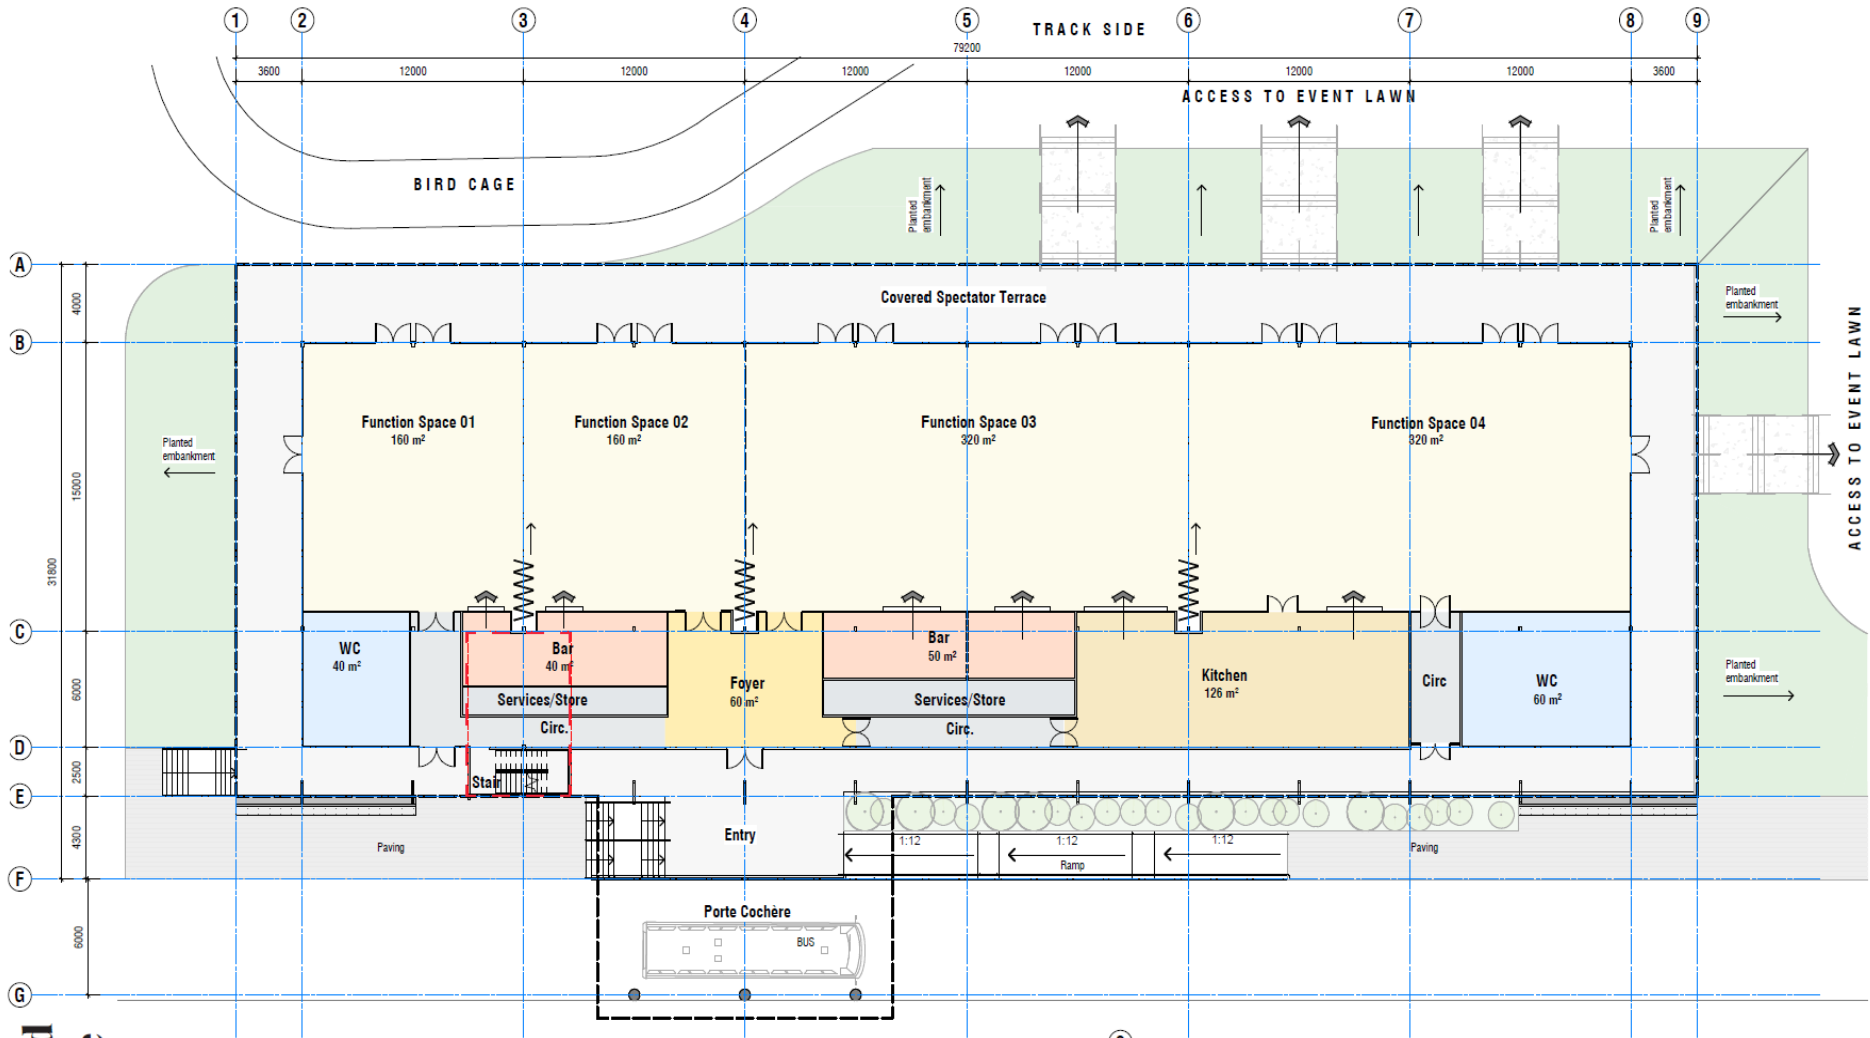 1 2 3 4 5 6 7 8 9
TRACK SIDE
79200
3600 12000 12000 12000 12000 12000 12000 3600
ACCESS TO EVENT LAWN
BIRD CAGE
Planted
embankment
Planted
embankment
A
4000
Covered Spectator Terrace
Planted
embankment
B
ACCESS TO EVENT LAWN
Function Space 01
160 m²
Function Space 02
160 m²
Function Space 03
320 m²
Function Space 04
320 m²
Planted
embankment
15000
31800
C
WC
40 m²
Bar
40 m²
Bar
50 m²
Foyer
60 m²
Kitchen
126 m²
Circ
WC
60 m²
Planted
embankment
6000
Services/Store
Services/Store
Circ.
Circ.
D
2500
Stair
E
4300
Entry
Paving
1:12
1:12
1:12
Ramp
Paving
F
Porte Cochère
BUS
6000
G